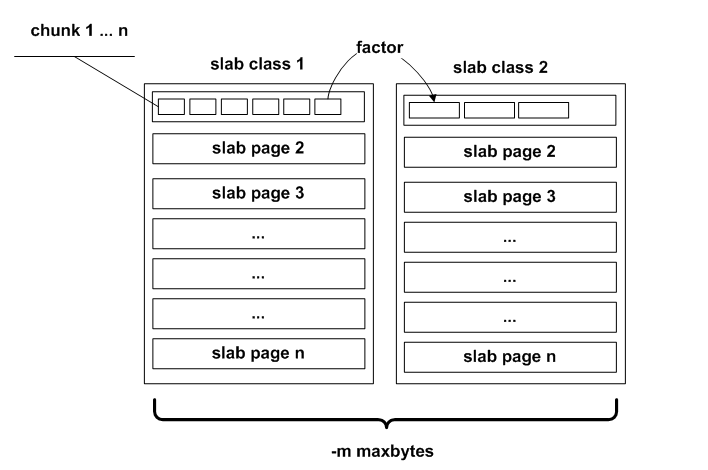 chunk 1 ... n
factor
slab class 1
slab class 2
slab page 2
slab page 3
...
...
...
slab page n
slab page 2
slab page 3
...
...
...
slab page n
-m maxbytes